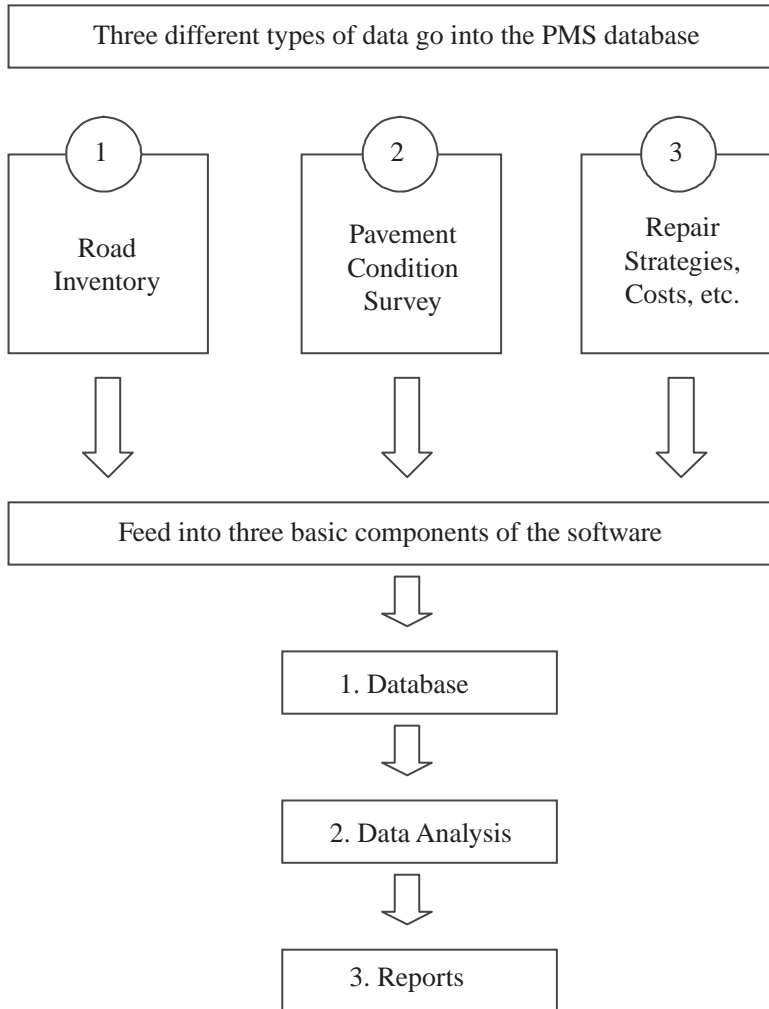 Three different types of data go into the PMS database
1
Road
Inventory
2
Pavement
Condition
Survey
3
Repair
Strategies,
Costs, etc.
Feed into three basic components of the software
1. Database
2. Data Analysis
3. Reports